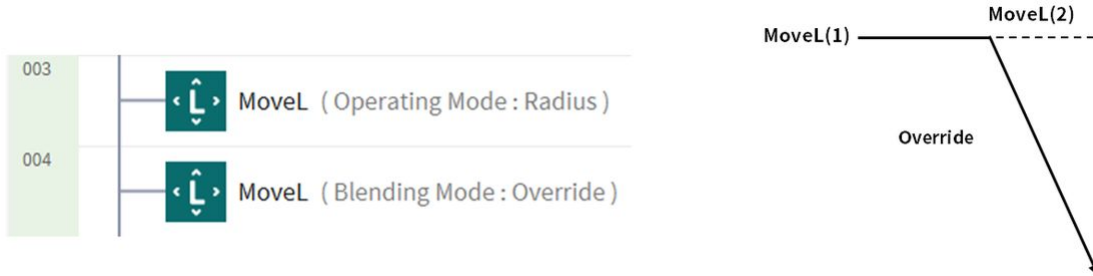 003
MoveL ( Operating Mode : Radius )
004
MoveL ( Blending Mode : Override )
MoveL(2)
MoveL(1)
Override